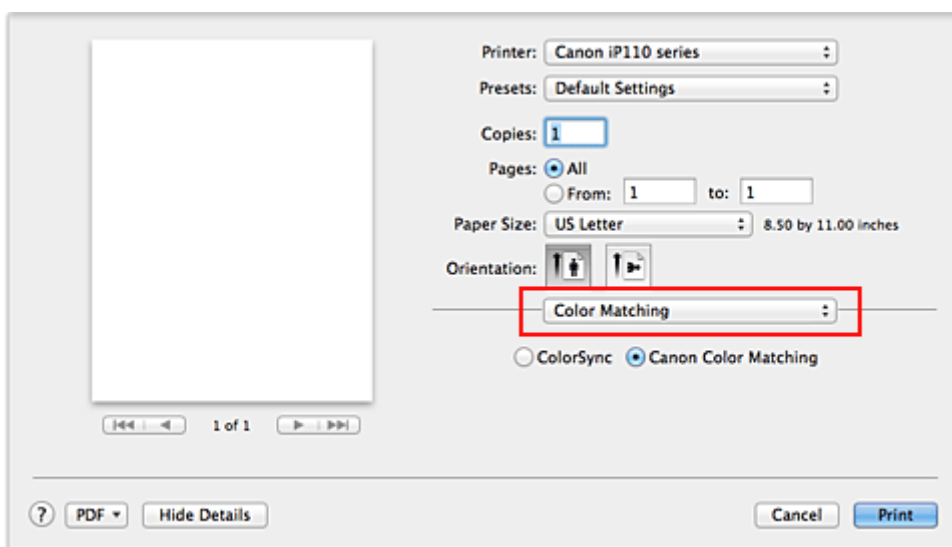 Printer: Canon iP110 series
Presets: Default Settings
Copies: 1
Pages: All
From: 1 to: 1
Paper Size: US Letter 8.50 by 11.00 inches
Orientation:
Color Matching
ColorSync Canon Color Matching
1 of 1
? PDF Hide Details Cancel Print